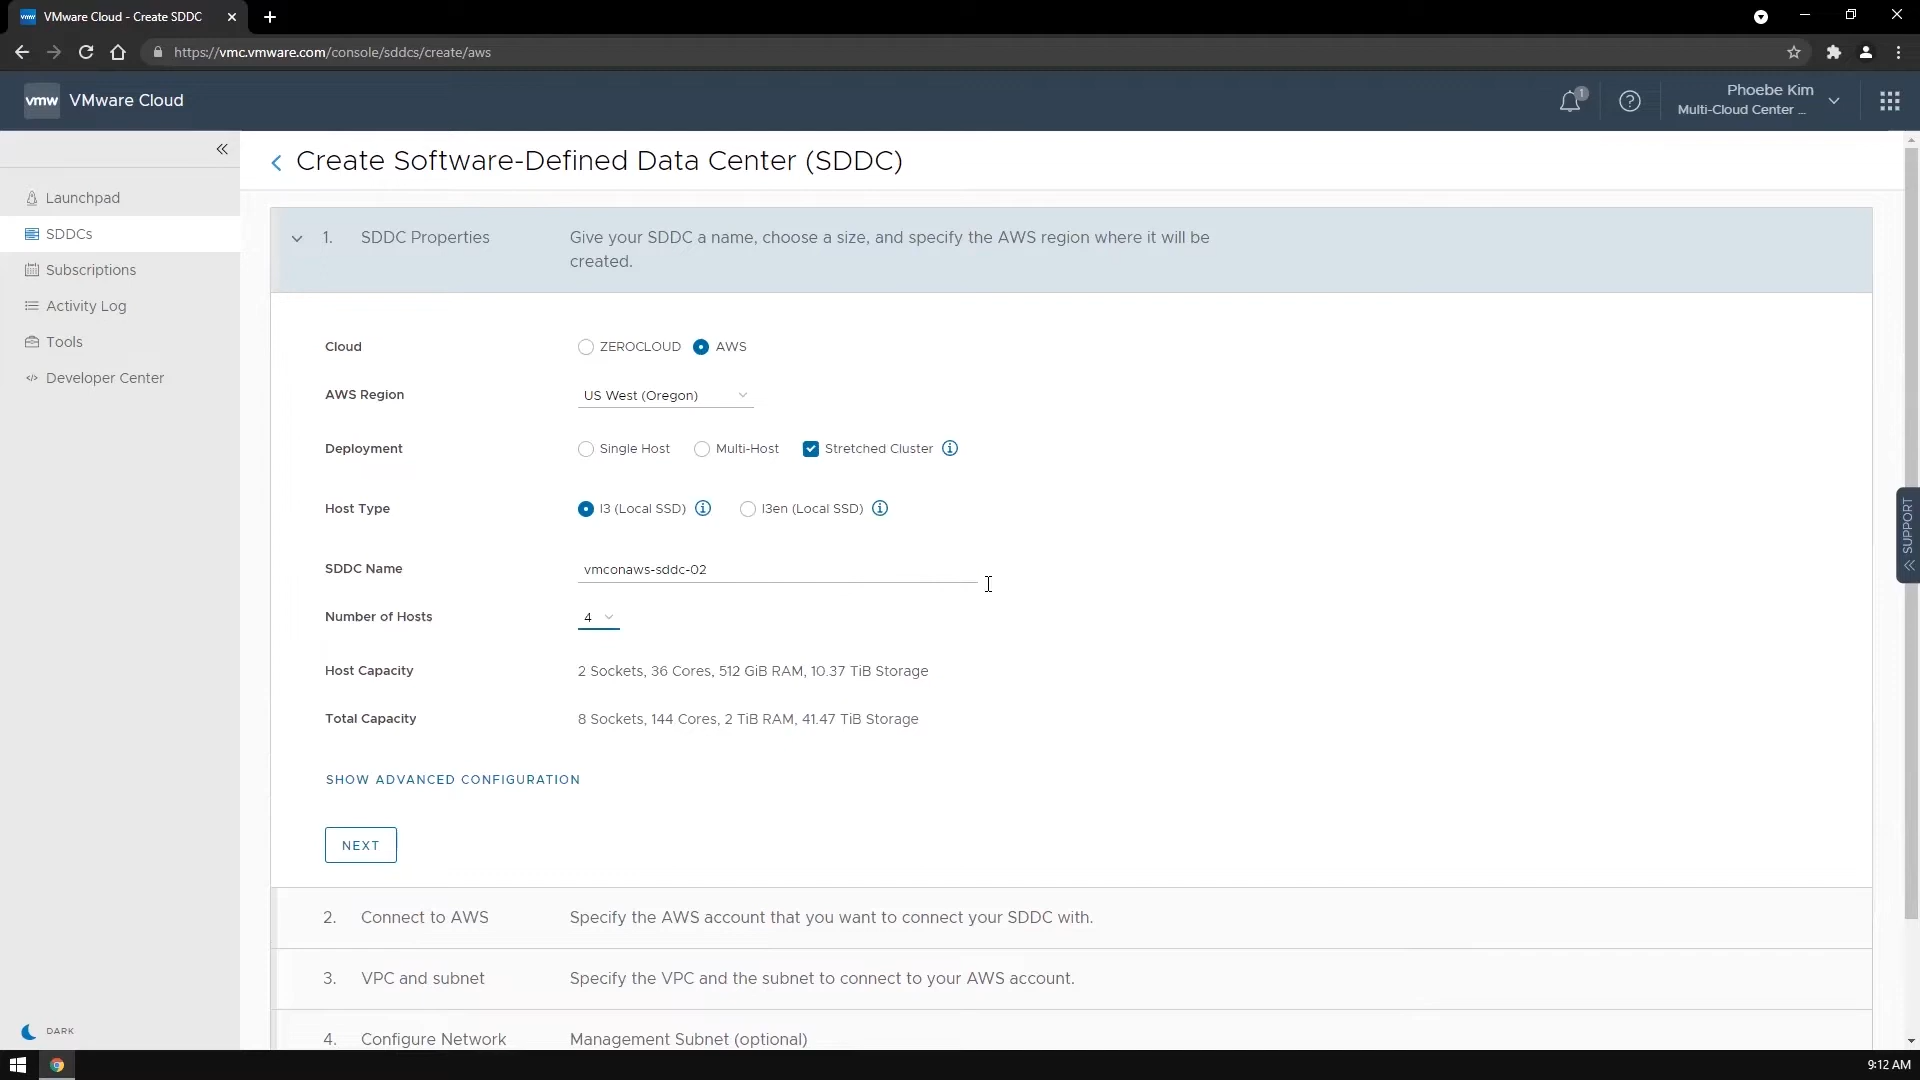 vmw VMware Cloud - Create SDDC
https://vmc.vmware.com/console/sddcs/create/aws
vmw VMware Cloud
1
Phoebe Kim
Multi-Cloud Center ...
Launchpad
SDDCs
Subscriptions
Activity Log
Tools
Developer Center
DARK
Create Software-Defined Data Center (SDDC)
1. SDDC Properties Give your SDDC a name, choose a size, and specify the AWS region where it will be
created.
Cloud ZEROCLOUD AWS
AWS Region US West (Oregon)
Deployment Single Host Multi-Host Stretched Cluster
Host Type I3 (Local SSD) I3en (Local SSD)
SDDC Name vmconaws-sddc-02
Number of Hosts 4
Host Capacity 2 Sockets, 36 Cores, 512 GiB RAM, 10.37 TiB Storage
Total Capacity 8 Sockets, 144 Cores, 2 TiB RAM, 41.47 TiB Storage
SHOW ADVANCED CONFIGURATION
NEXT
2. Connect to AWS Specify the AWS account that you want to connect your SDDC with.
3. VPC and subnet Specify the VPC and the subnet to connect to your AWS account.
4. Configure Network Management Subnet (optional)
SUPPORT
9:12 AM